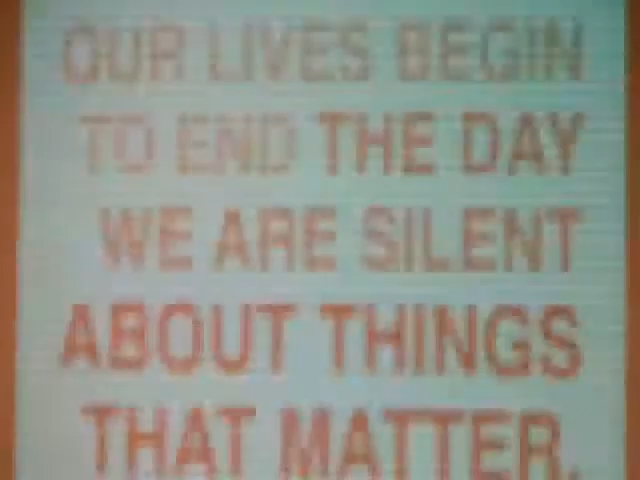 OUR LIVES BEGIN
TO END THE DAY
WE ARE SILENT
ABOUT THINGS
THAT MATTER.